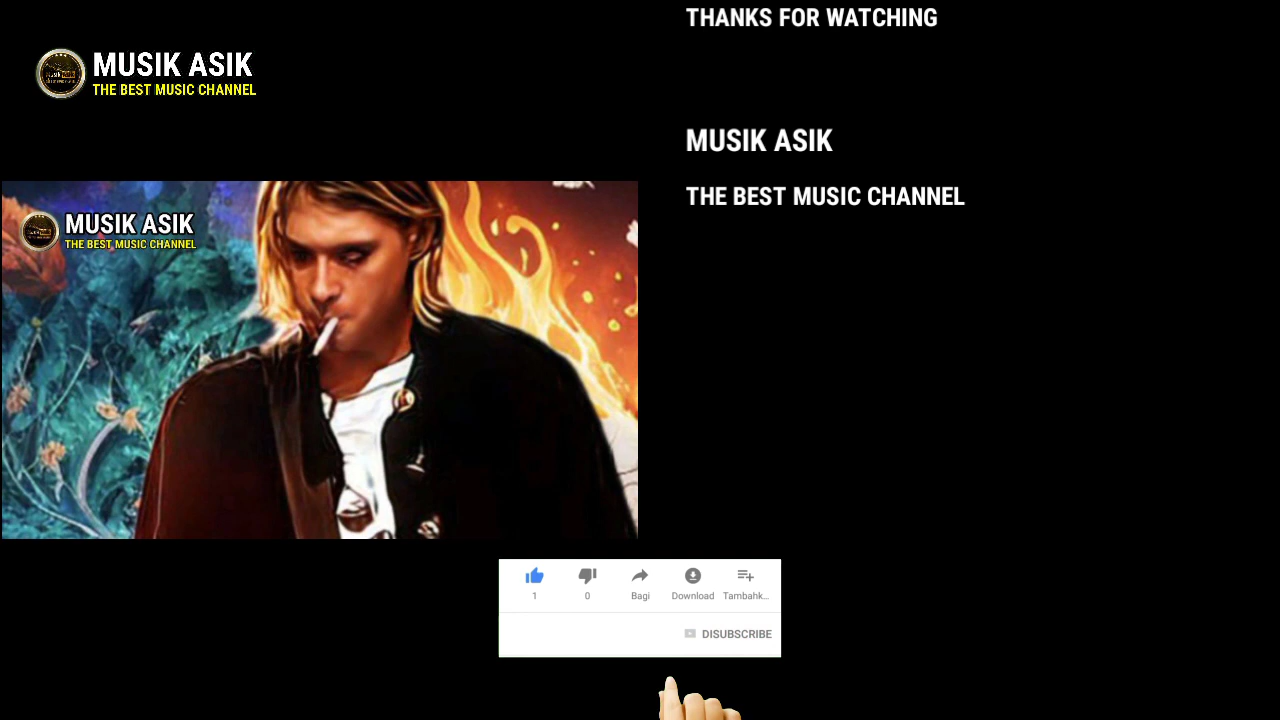 THANKS FOR WATCHING
MUSIK ASIK
THE BEST MUSIC CHANNEL
MUSIK ASIK
THE BEST MUSIC CHANNEL
MUSIK ASIK
THE BEST MUSIC CHANNEL
1
0
Bagi
Download
Tambahk...
DISUBSCRIBE